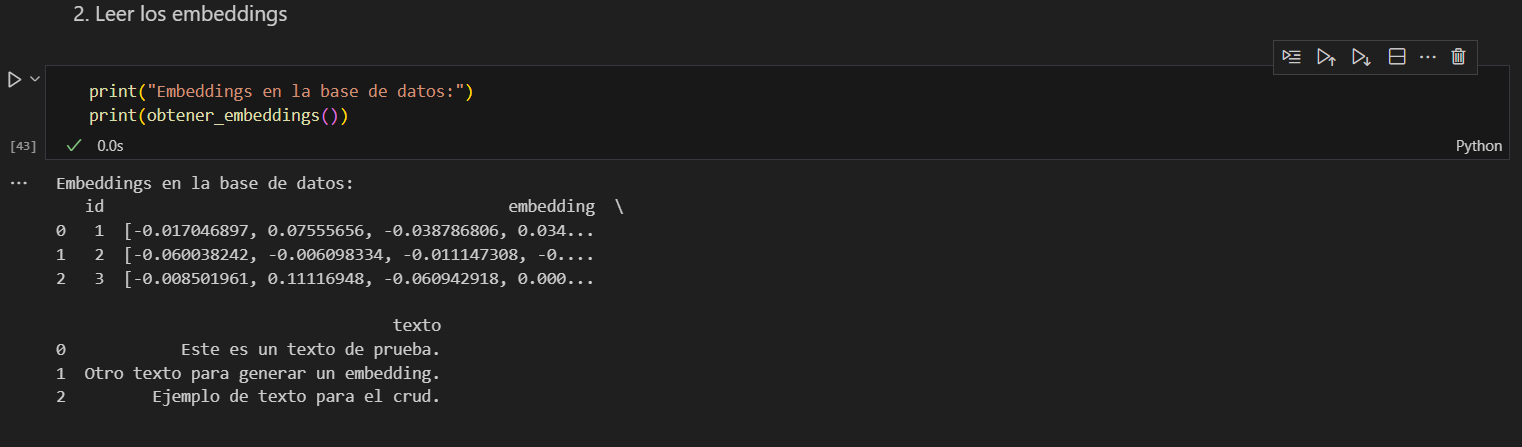 2. Leer los embeddings
print("Embeddings en la base de datos:")
print(obtener_embeddings())
[43] 0.0s Python
Embeddings en la base de datos:
id embedding \
0 1 [-0.017046897, 0.07555656, -0.038786806, 0.034...
1 2 [-0.060038242, -0.006098334, -0.011147308, -0....
2 3 [-0.008501961, 0.11116948, -0.060942918, 0.000...
texto
0 Este es un texto de prueba.
1 Otro texto para generar un embedding.
2 Ejemplo de texto para el crud.